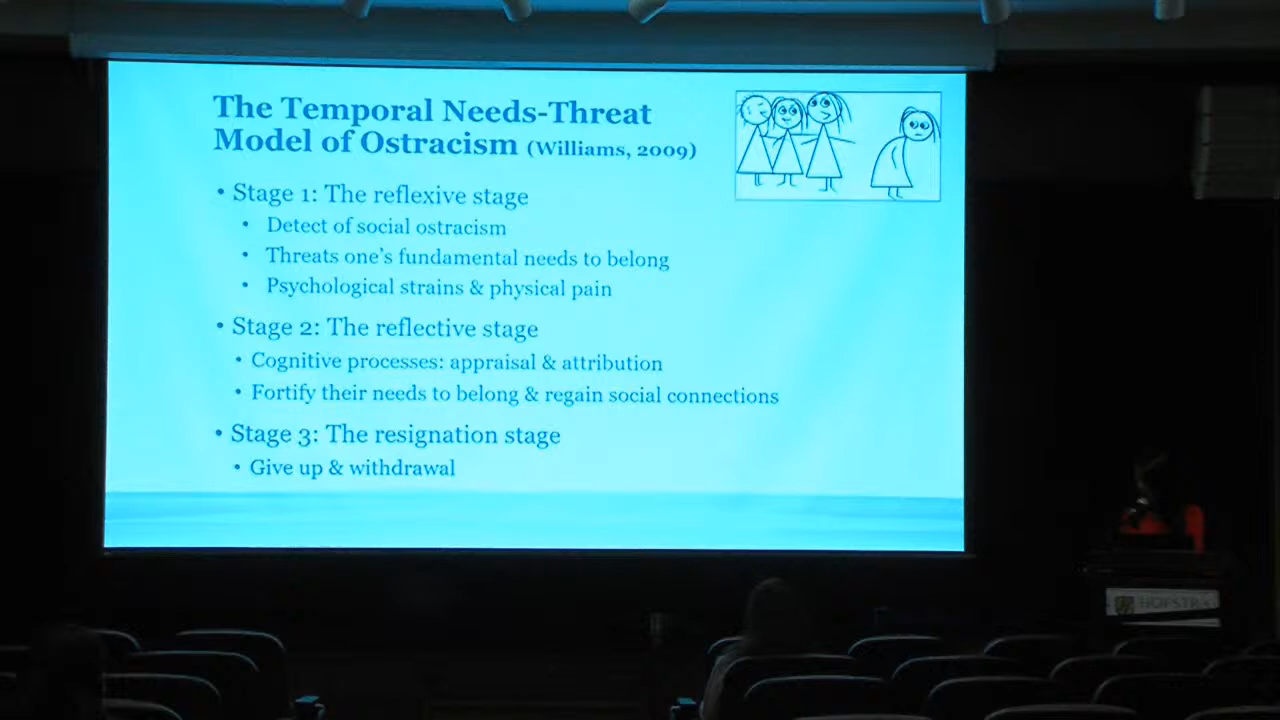 The Temporal Needs-Threat
Model of Ostracism (Williams, 2009)
• Stage 1: The reflexive stage
• Detect of social ostracism
• Threats one's fundamental needs to belong
• Psychological strains & physical pain
• Stage 2: The reflective stage
• Cognitive processes: appraisal & attribution
• Fortify their needs to belong & regain social connections
• Stage 3: The resignation stage
• Give up & withdrawal
HOFSTRA